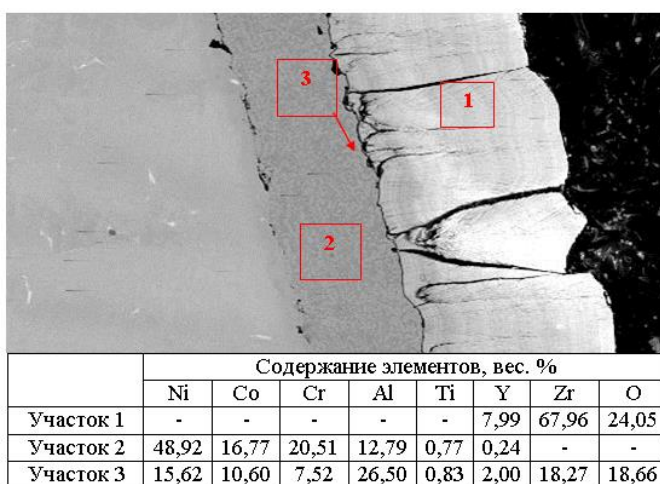 3
1
2
Содержание элементов, вес. %
Ni Co Cr Al Ti Y Zr O
Участок 1 - - - - - 7,99 67,96 24,05
Участок 2 48,92 16,77 20,51 12,79 0,77 0,24 - -
Участок 3 15,62 10,60 7,52 26,50 0,83 2,00 18,27 18,66